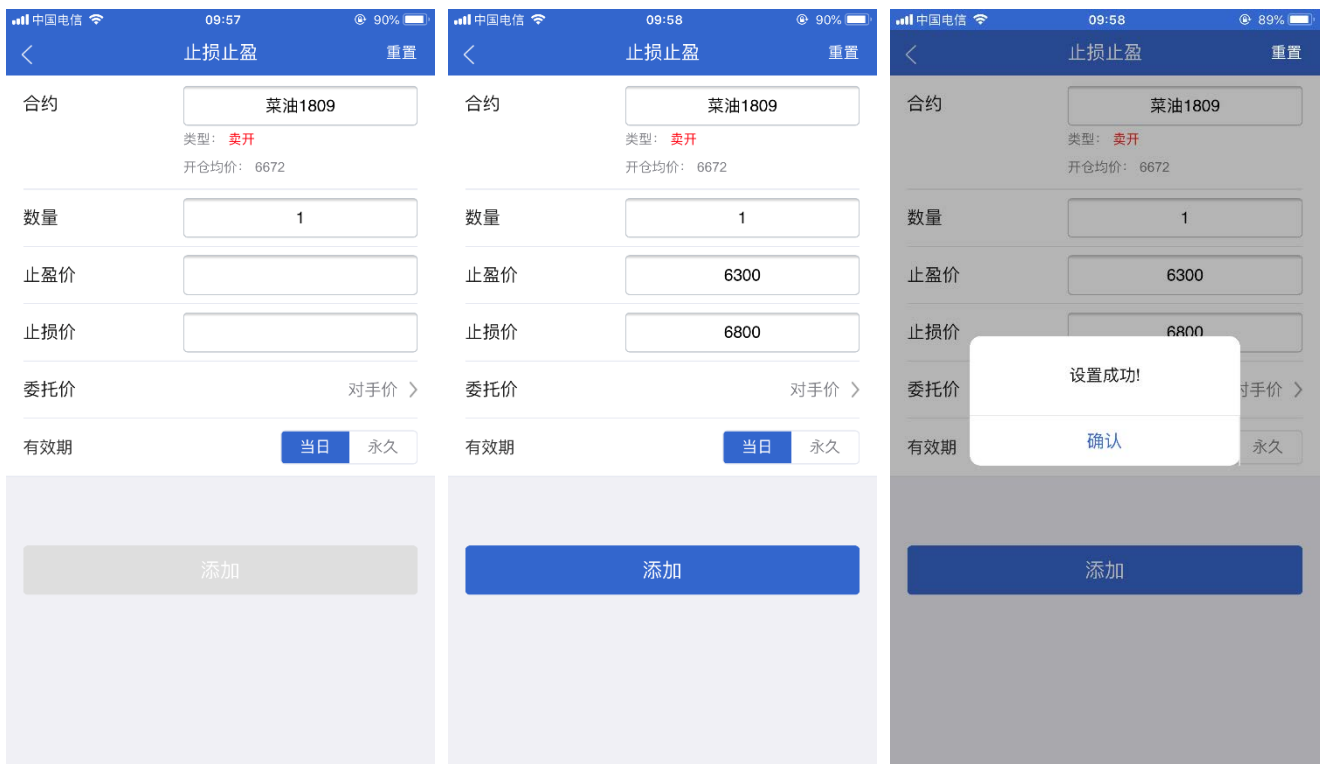 中国电信 09:57 90%
止损止盈 重置
合约 菜油1809
类型: 卖开
开仓均价: 6672
数量 1
止盈价
止损价
委托价 对手价
有效期 当日 永久
添加
中国电信 09:58 90%
止损止盈 重置
合约 菜油1809
类型: 卖开
开仓均价: 6672
数量 1
止盈价 6300
止损价 6800
委托价 对手价
有效期 当日 永久
添加
中国电信 09:58 89%
止损止盈 重置
合约 菜油1809
类型: 卖开
开仓均价: 6672
数量 1
止盈价 6300
止损价 6800
设置成功!
委托价 对手价
确认
有效期 永久
添加